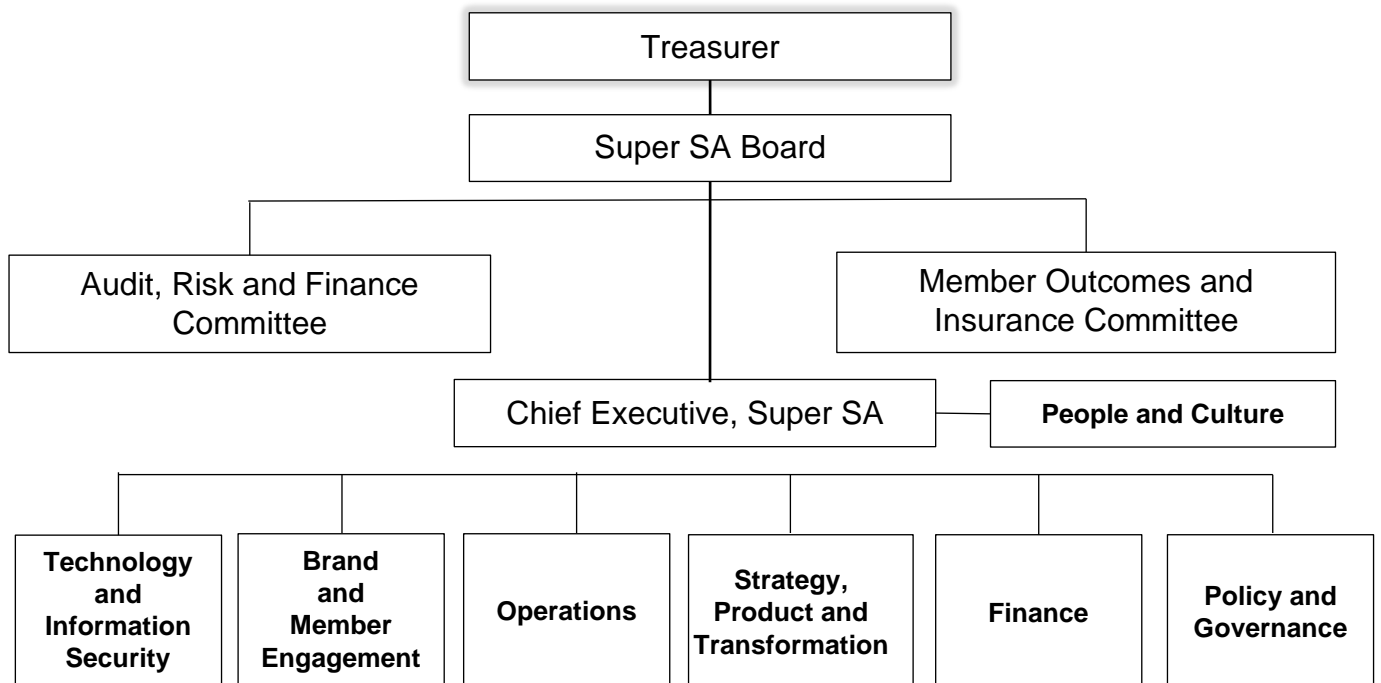 Treasurer
Super SA Board
Audit, Risk and Finance
Committee
Member Outcomes and
Insurance Committee
Chief Executive, Super SA
People and Culture
Technology
and
Information
Security
Brand
and
Member
Engagement
Operations
Strategy,
Product and
Transformation
Finance
Policy and
Governance